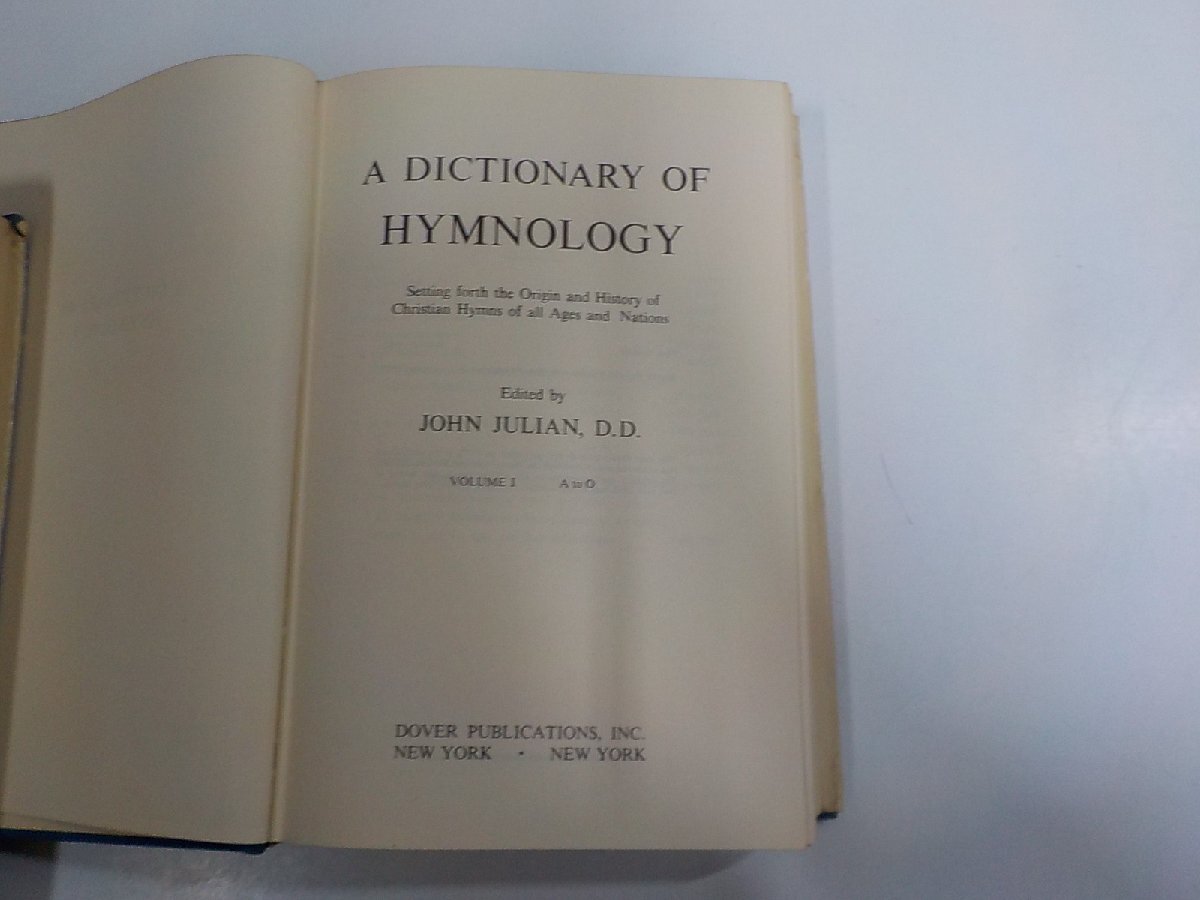 A DICTIONARY OF
HYMNOLOGY
Setting forth the Origin and History of
Christian Hymns of all Ages and Nations
Edited by
JOHN JULIAN, D.D.
VOLUME I A to O
DOVER PUBLICATIONS, INC.
NEW YORK · NEW YORK